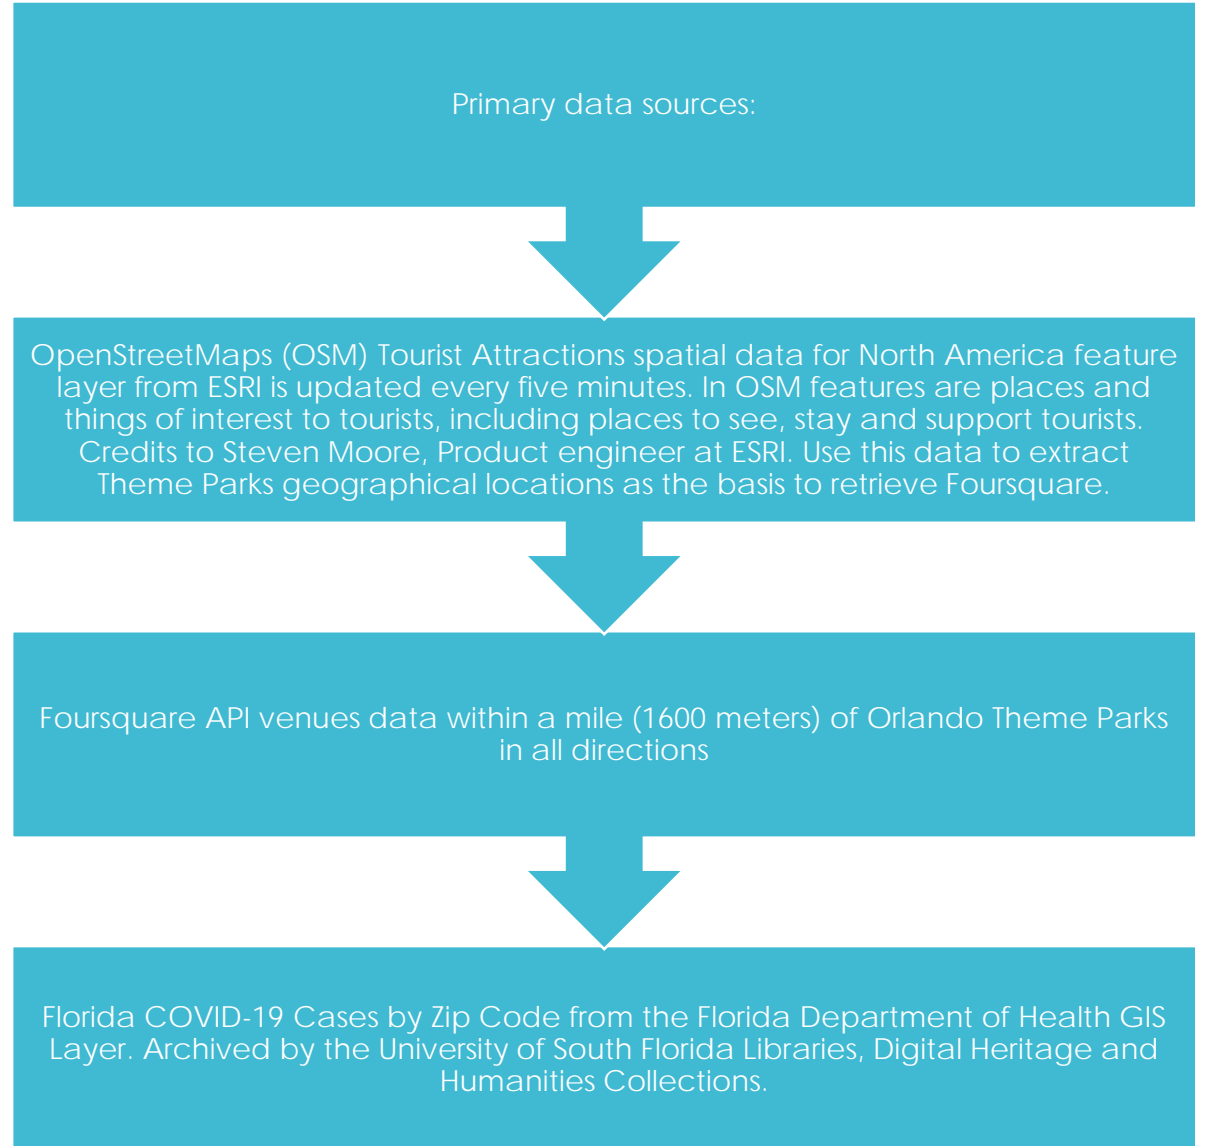 Primary data sources:
OpenStreetMaps (OSM) Tourist Attractions spatial data for North America feature
layer from ESRI is updated every five minutes. In OSM features are places and
things of interest to tourists, including places to see, stay and support tourists.
Credits to Steven Moore, Product engineer at ESRI. Use this data to extract
Theme Parks geographical locations as the basis to retrieve Foursquare.
Foursquare API venues data within a mile (1600 meters) of Orlando Theme Parks
in all directions
Florida COVID-19 Cases by Zip Code from the Florida Department of Health GIS
Layer. Archived by the University of South Florida Libraries, Digital Heritage and
Humanities Collections.